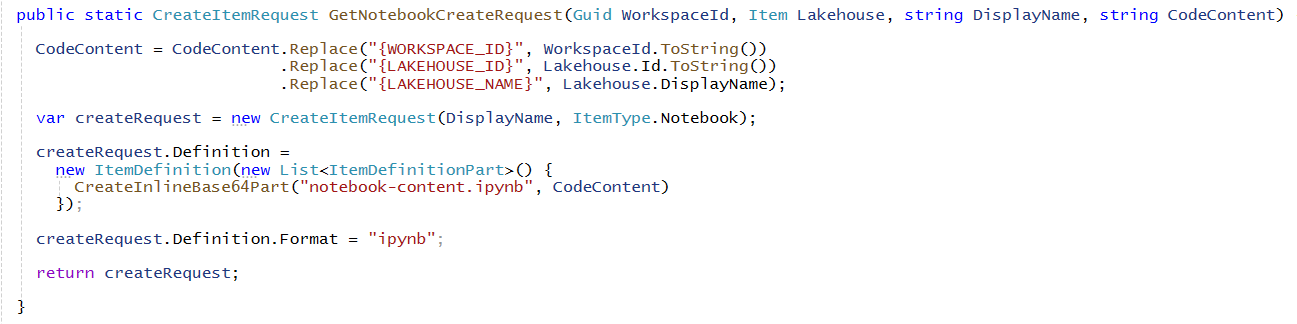 public static CreateItemRequest GetNotebookCreateRequest(Guid WorkspaceId, Item Lakehouse, string DisplayName, string CodeContent)
CodeContent = CodeContent.Replace("{WORKSPACE_ID}", WorkspaceId.ToString())
.Replace("{LAKEHOUSE_ID}", Lakehouse.Id.ToString())
.Replace("{LAKEHOUSE_NAME}", Lakehouse.DisplayName);
var createRequest = new CreateItemRequest(DisplayName, ItemType.Notebook);
createRequest.Definition =
new ItemDefinition(new List<ItemDefinitionPart>() {
CreateInlineBase64Part("notebook-content.ipynb", CodeContent)
});
createRequest.Definition.Format = "ipynb";
return createRequest;
}